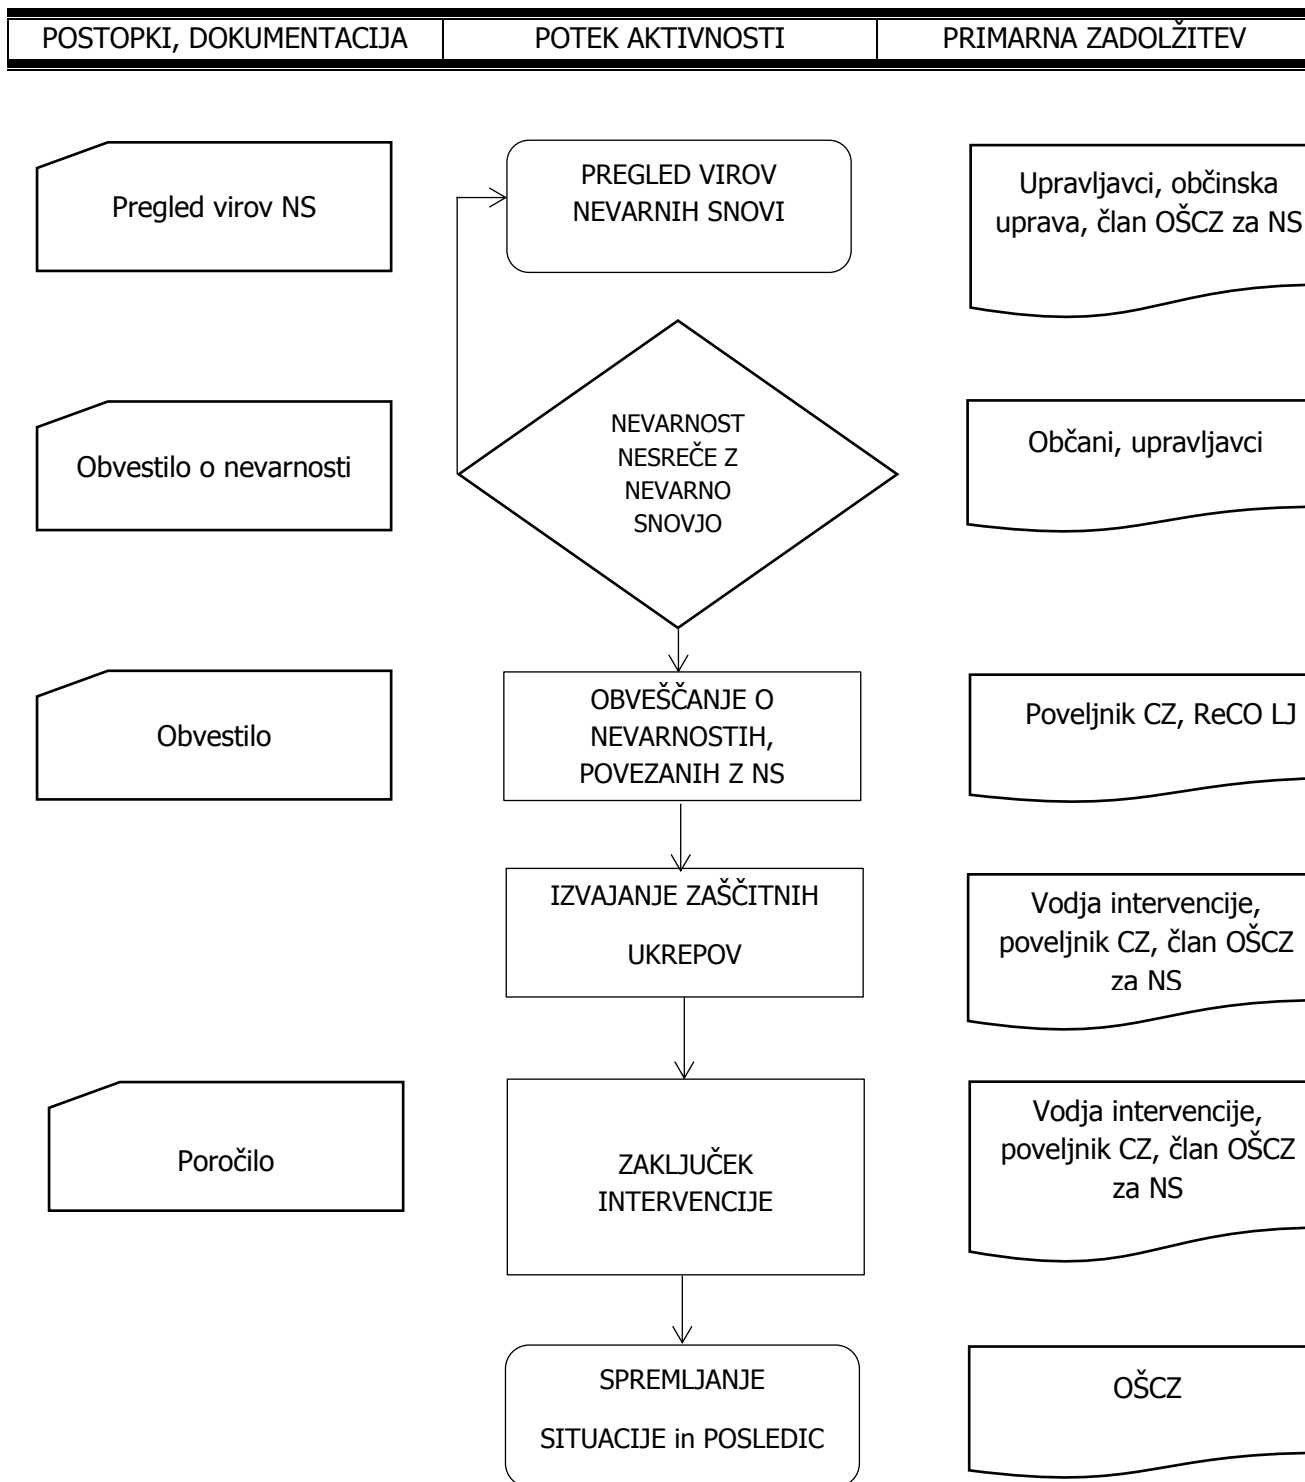 POSTOPKI, DOKUMENTACIJA
POTEK AKTIVNOSTI
PRIMARNA ZADOLŽITEV
Pregled virov NS
PREGLED VIROV
NEVARNIH SNOVI
Upravljavci, občinska
uprava, član OŠCZ za NS
Obvestilo o nevarnosti
NEVARNOST
NESREČE Z
NEVARNO
SNOVJO
Občani, upravljavci
Obvestilo
OBVEŠČANJE O
NEVARNOSTIH,
POVEZANIH Z NS
Poveljnik CZ, ReCO LJ
IZVAJANJE ZAŠČITNIH
UKREPOV
Vodja intervencije,
poveljnik CZ, član OŠCZ
za NS
Poročilo
ZAKLJUČEK
INTERVENCIJE
Vodja intervencije,
poveljnik CZ, član OŠCZ
za NS
SPREMLJANJE
SITUACIJE in POSLEDIC
OŠCZ